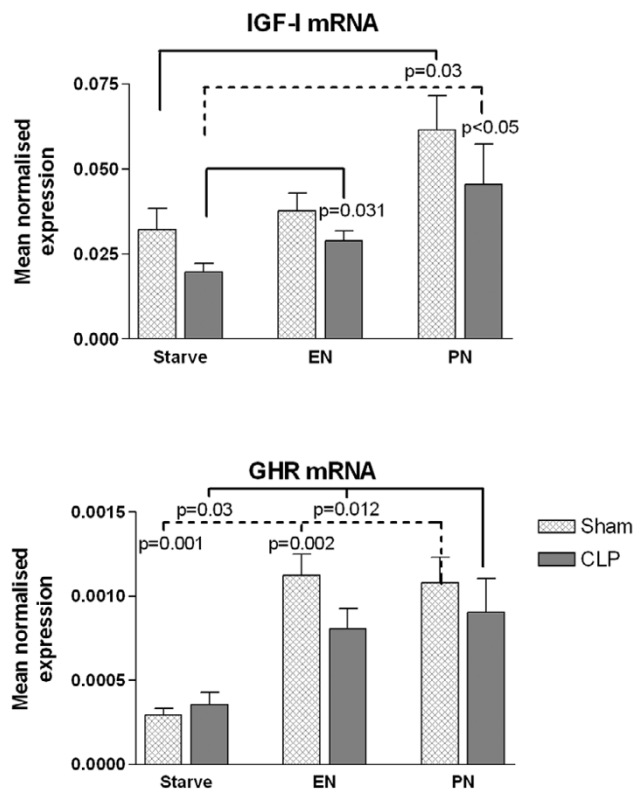 IGF-I mRNA
Mean normalised
expression
0.075
0.050
0.025
0.000
p=0.03
p<0.05
p=0.031
Starve EN PN
GHR mRNA
Mean normalised
expression
0.0015
0.0010
0.0005
0.0000
p=0.03 p=0.012
p=0.001 p=0.002
Starve EN PN
Sham
CLP